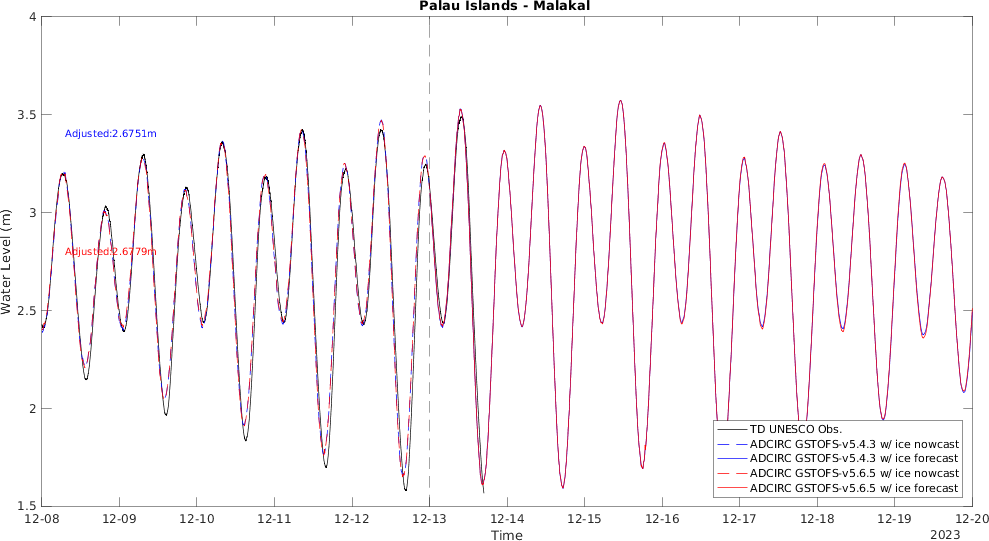 Palau Islands - Malakal
4
3.5
3
2.5
2
1.5
Water Level (m)
Adjusted:2.6751m
Adjusted:2.6779m
TD UNESCO Obs.
ADCIRC GSTOFS-v5.4.3 w/ ice nowcast
ADCIRC GSTOFS-v5.4.3 w/ ice forecast
ADCIRC GSTOFS-v5.6.5 w/ ice nowcast
ADCIRC GSTOFS-v5.6.5 w/ ice forecast
12-08 12-09 12-10 12-11 12-12 12-13 12-14 12-15 12-16 12-17 12-18 12-19 12-20
Time
2023